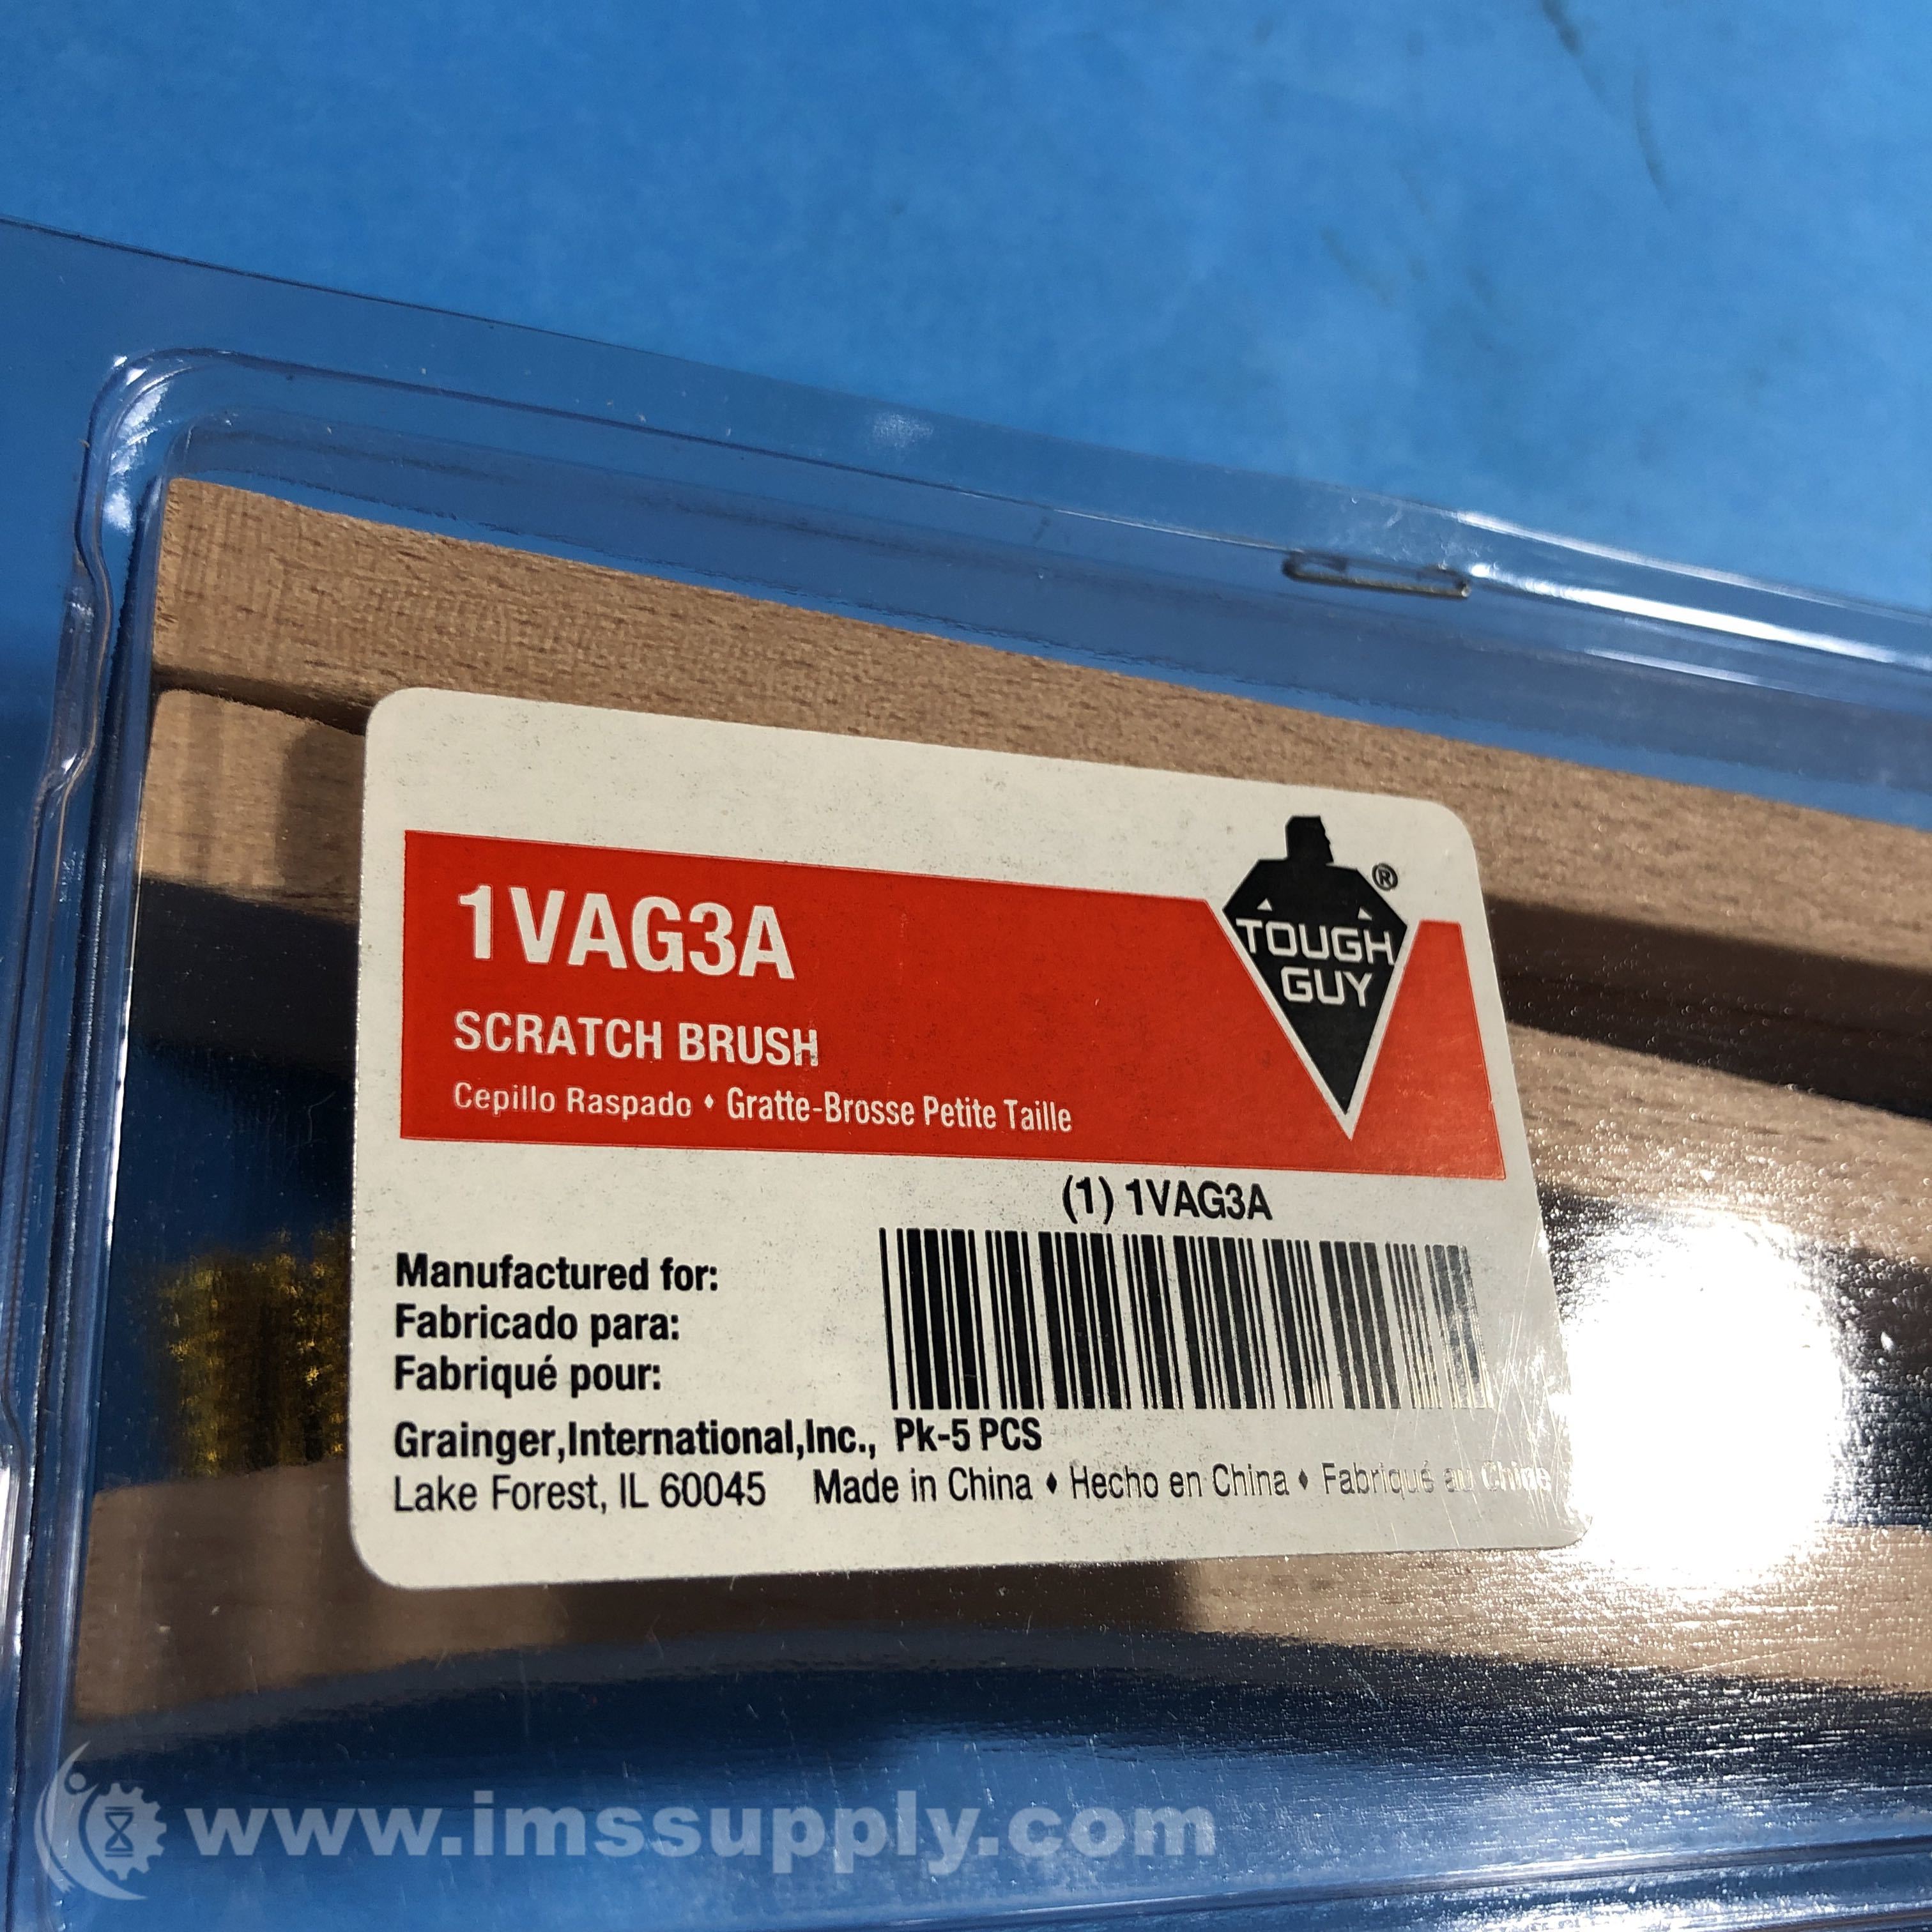 1VAG3A
SCRATCH BRUSH
Cepillo Raspado • Gratte-Brosse Petite Taille
TOUGH
GUY
®
(1) 1VAG3A
Manufactured for:
Fabricado para:
Fabriqué pour:
Grainger,International,Inc., Pk-5 PCS
Lake Forest, IL 60045 Made in China ♦ Hecho en China ♦ Fabriqué au Chine
www.imssupply.com